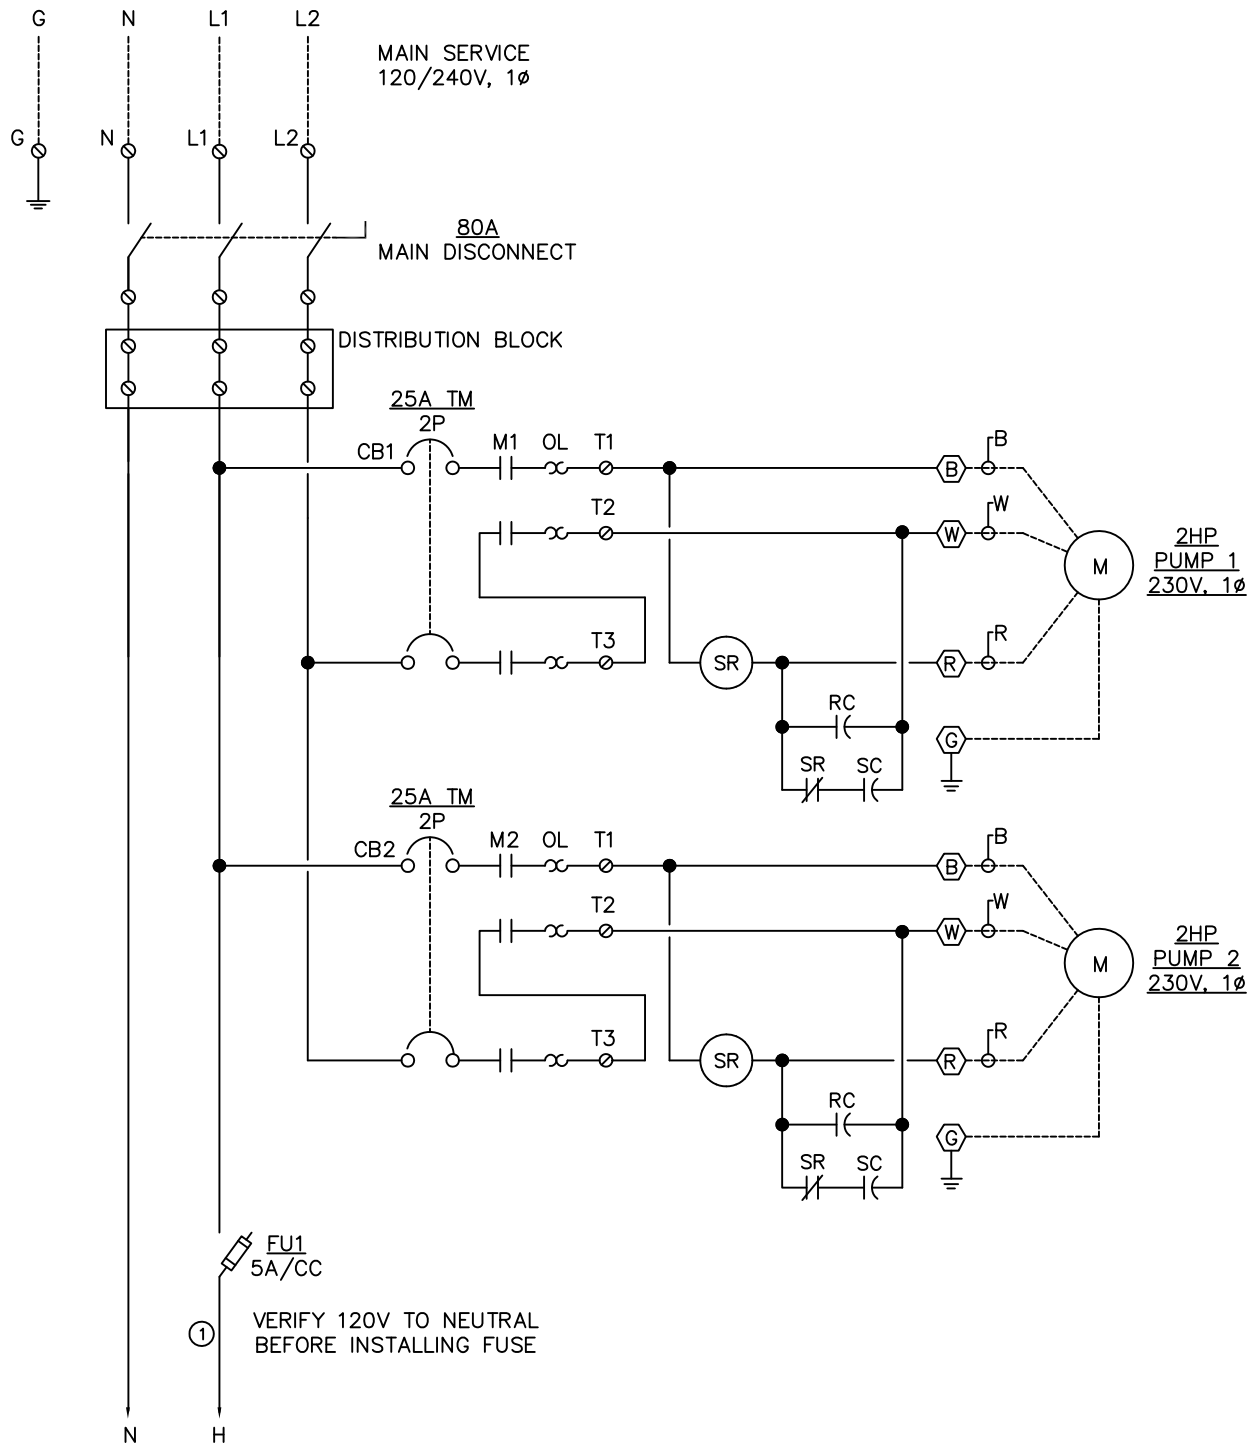 G
N
L1
L2
MAIN SERVICE
120/240V, 1ø
G
N
L1
L2
80A
MAIN DISCONNECT
DISTRIBUTION BLOCK
25A TM
2P
CB1
M1
OL
T1
B
B
T2
W
W
2HP
PUMP 1
230V, 1ø
M
T3
SR
R
R
RC
G
SR
SC
25A TM
2P
CB2
M2
OL
T1
B
B
T2
W
W
2HP
PUMP 2
230V, 1ø
M
T3
SR
R
R
RC
G
SR
SC
FU1
5A/CC
1
VERIFY 120V TO NEUTRAL
BEFORE INSTALLING FUSE
N
H